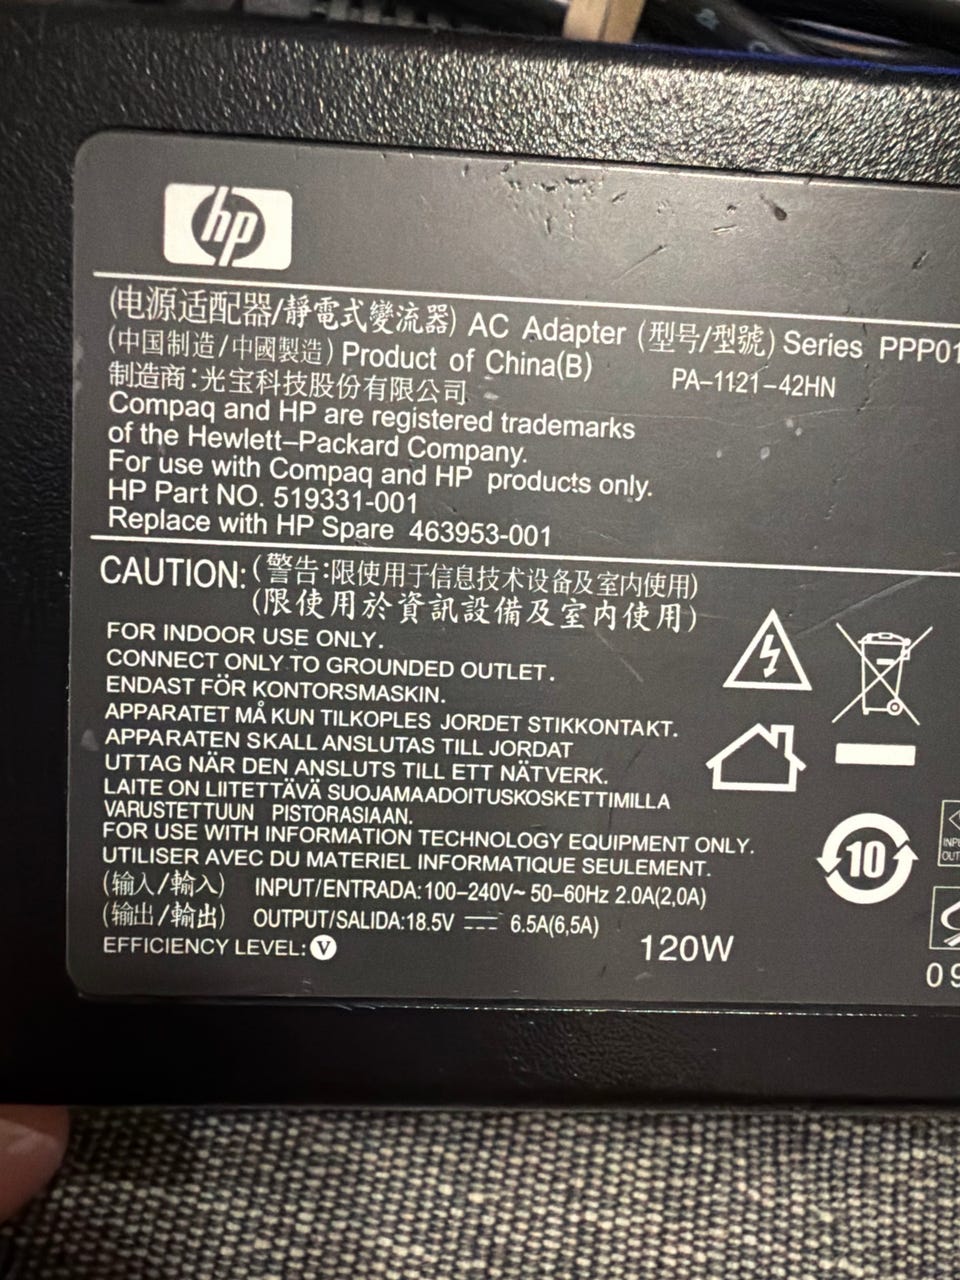 hp
(电源适配器/靜電式變流器) AC Adapter (型号/型號) Series PPP01
(中国制造/中國製造) Product of China(B) PA-1121-42HN
制造商:光宝科技股份有限公司
Compaq and HP are registered trademarks
of the Hewlett-Packard Company.
For use with Compaq and HP products only.
HP Part NO. 519331-001
Replace with HP Spare 463953-001
CAUTION: (警告:限使用于信息技术设备及室内使用)
(限使用於資訊設備及室內使用)
FOR INDOOR USE ONLY.
CONNECT ONLY TO GROUNDED OUTLET.
ENDAST FÖR KONTORSMASKIN.
APPARATET MÅ KUN TILKOPLES JORDET STIKKONTAKT.
APPARATEN SKALL ANSLUTAS TILL JORDAT
UTTAG NÄR DEN ANSLUTS TILL ETT NÄTVERK.
LAITE ON LIITETTÄVÄ SUOJAMAADOITUSKOSKETTIMILLA
VARUSTETTUUN PISTORASIAAN.
FOR USE WITH INFORMATION TECHNOLOGY EQUIPMENT ONLY.
UTILISER AVEC DU MATERIEL INFORMATIQUE SEULEMENT.
(输入/輸入) INPUT/ENTRADA:100-240V~ 50-60Hz 2.0A(2,0A)
(输出/輸出) OUTPUT/SALIDA:18.5V ⎓ 6.5A(6,5A)
EFFICIENCY LEVEL: V 120W
10
INP
OUT
09